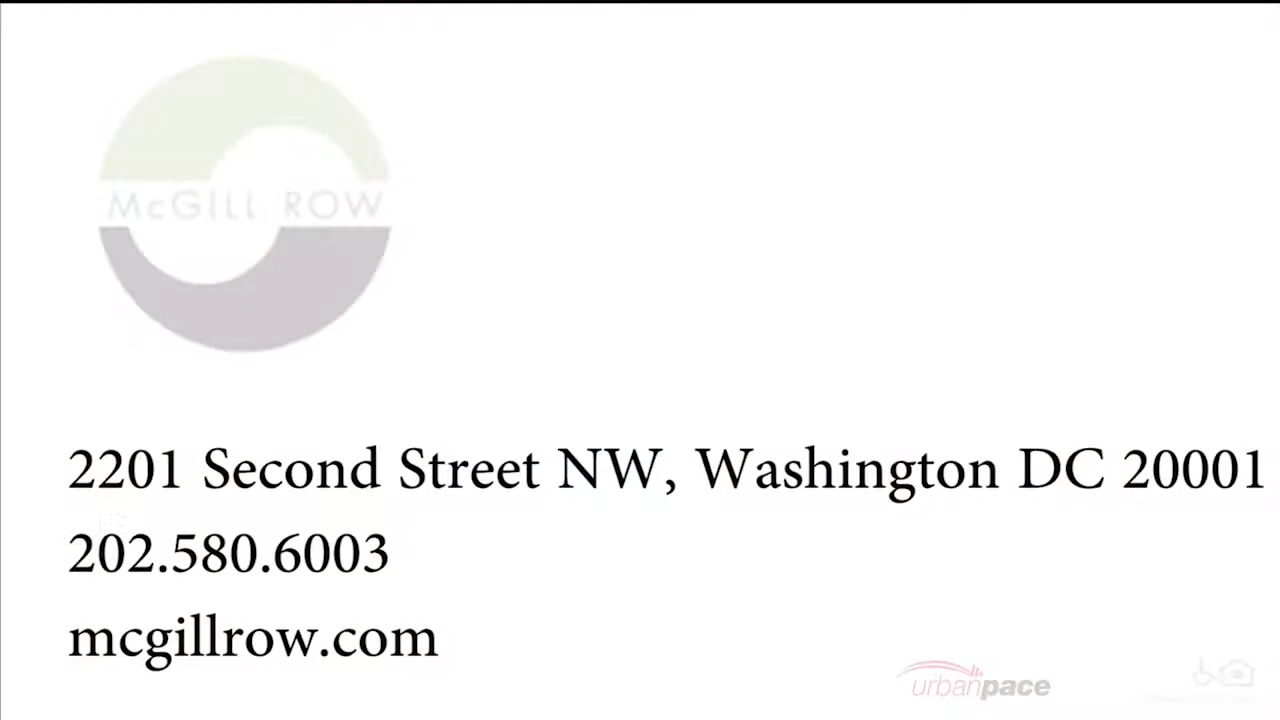 McGILL ROW
2201 Second Street NW, Washington DC 20001
202.580.6003
mcgillrow.com
urbanpace